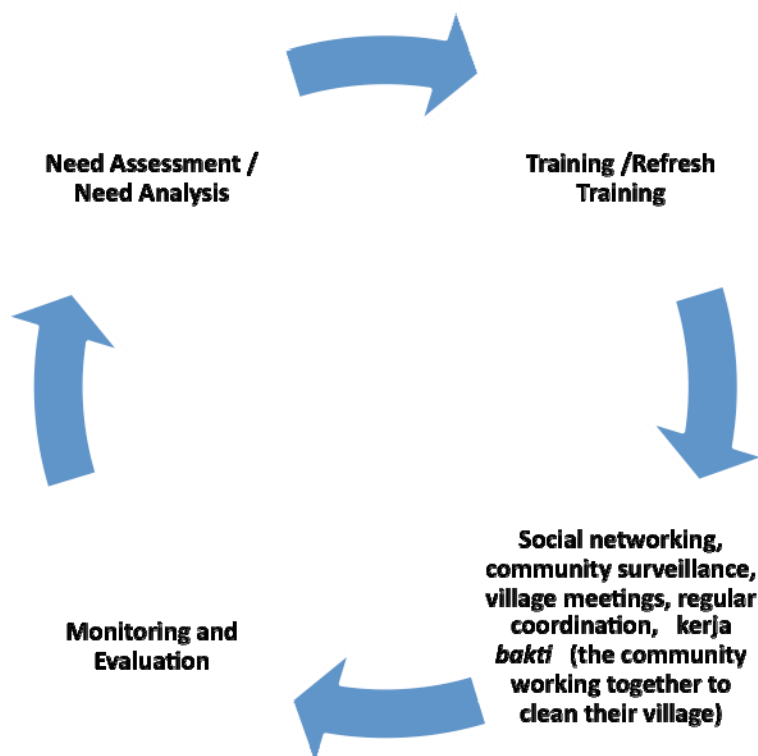 Need Assessment /
Need Analysis
Training /Refresh
Training
Social networking,
community surveillance,
village meetings, regular
coordination, kerja
bakti (the community
working together to
clean their village)
Monitoring and
Evaluation